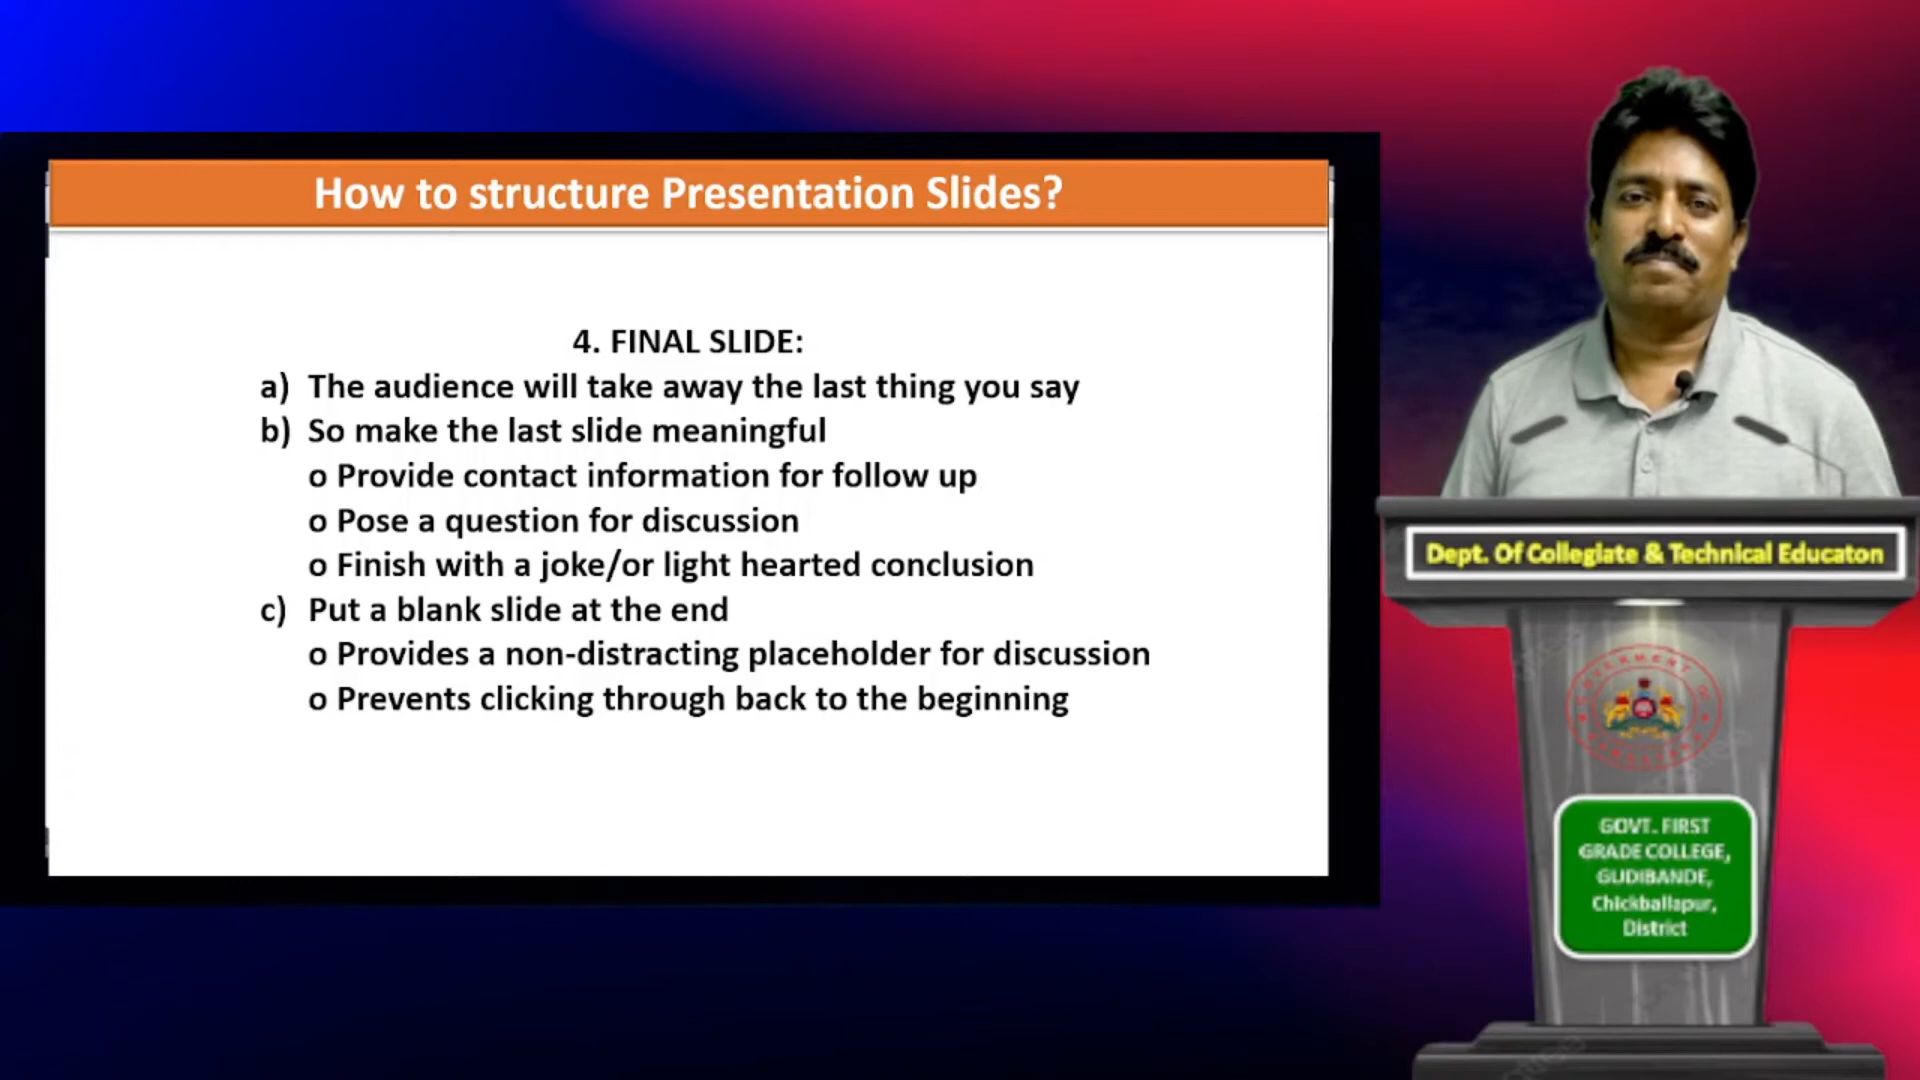 How to structure Presentation Slides?
4. FINAL SLIDE:
a) The audience will take away the last thing you say
b) So make the last slide meaningful
o Provide contact information for follow up
o Pose a question for discussion
o Finish with a joke/or light hearted conclusion
c) Put a blank slide at the end
o Provides a non-distracting placeholder for discussion
o Prevents clicking through back to the beginning
Dept. Of Collegiate & Technical Educaton
GOVT. FIRST
GRADE COLLEGE,
GUDIBANDE,
Chickballapur,
District